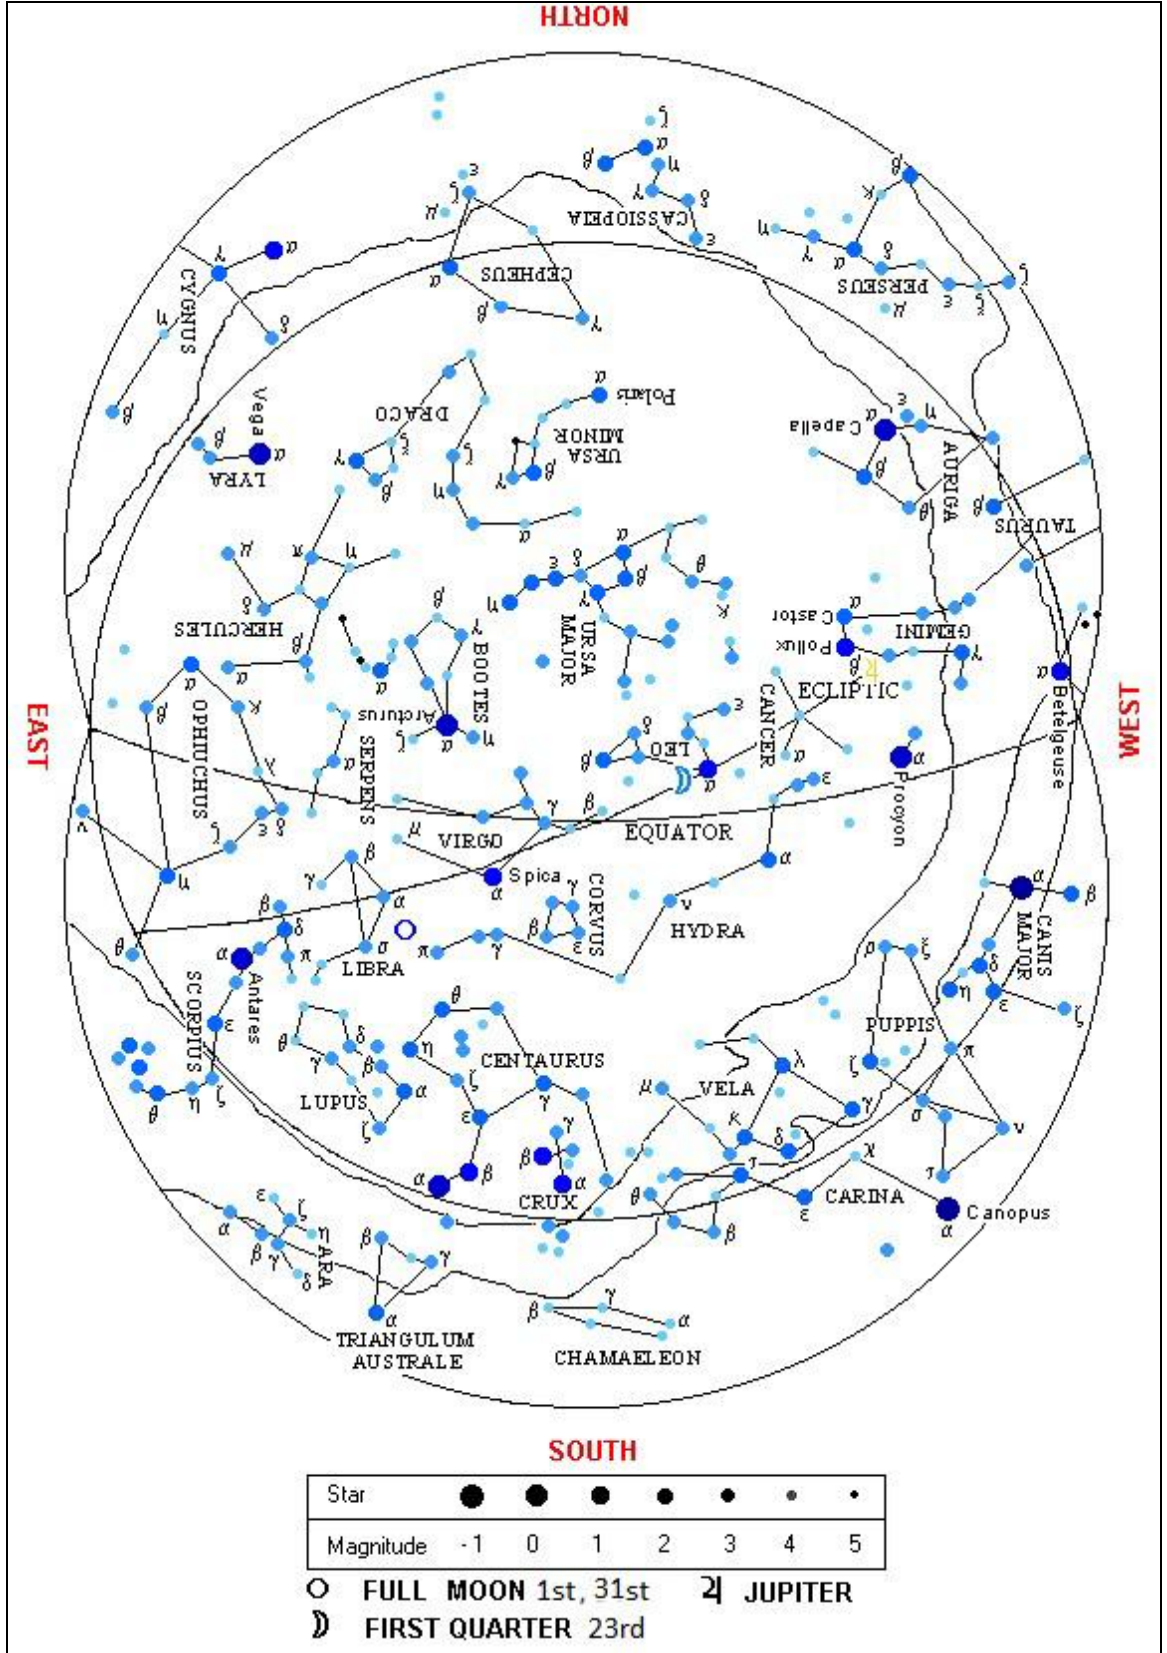 NORTH
ζ
α
β
η
γ
δ
CASSIOPEIA
ε
ε
ζ
μ
α
CEPHEUS
β
γ
β
κ
η
γ
α
δ
PERSEUS
ε
ξ
ζ
μ
α
γ
CYGNUS
η
δ
β
Vega
β
α
LYRA
DRACO
ξ
γ
β
ζ
η
α
α
Polaris
URSA
MINOR
γ
β
ε
α
η
Capella
β
θ
AURIGA
β
TAURUS
μ
π
η
δ
HERCULES
β
α
α
δ
ε
β
γ
η
θ
κ
URSA
MAJOR
β
γ
BOOTES
Arcturus
α
η
ζ
α
Castor
Pollux
β
GEMINI
γ
♃
ECLIPTIC
α
Betelgeuse
WEST
EAST
α
β
OPHIUCHUS
κ
λ
ζ
ε
δ
ν
η
θ
SERPENS
α
δ
β
LEO
ε
α
CANCER
α
α
Procyon
ε
β
γ
VIRGO
μ
EQUATOR
Spica
α
α
ν
HYDRA
γ
CORVUS
β
ε
π
γ
β
γ
α
σ
LIBRA
β
δ
π
α
Antares
SCORPIUS
ε
ζ
η
θ
α
β
CANIS
MAJOR
δ
η
ε
ζ
σ
ξ
PUPPIS
π
ζ
σ
ν
τ
θ
η
CENTAURUS
ζ
ε
γ
α
β
θ
δ
γ
β
α
LUPUS
ζ
γ
β
α
CRUX
μ
VELA
λ
κ
δ
γ
χ
ι
θ
CARINA
ε
β
Canopus
α
ε
ζ
α
η
β
γ
δ
ARA
β
γ
α
TRIANGULUM
AUSTRALE
γ
β
α
CHAMAELEON
SOUTH
Star
Magnitude -1 0 1 2 3 4 5
FULL MOON 1st, 31st ♃ JUPITER
FIRST QUARTER 23rd